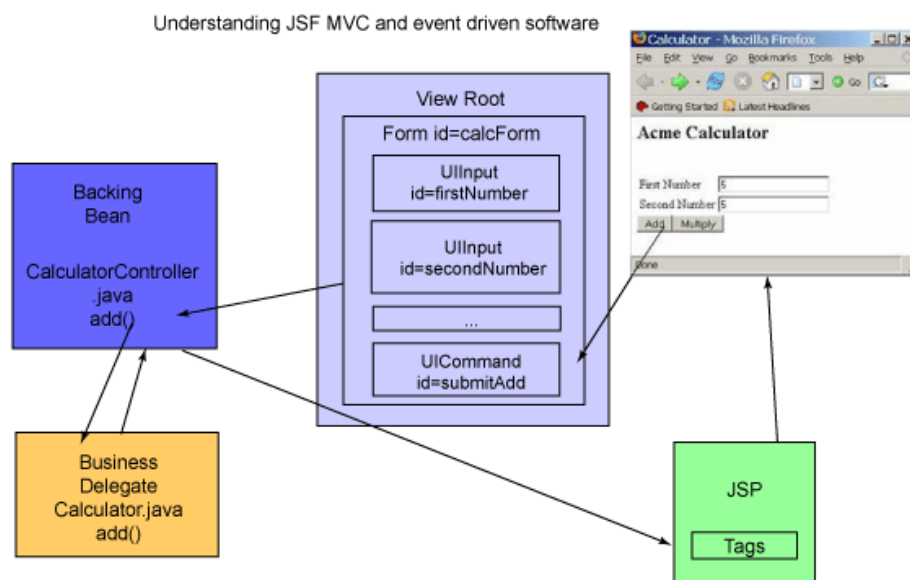 Understanding JSF MVC and event driven software
Calculator - Mozilla Firefox
File Edit View Go Bookmarks Tools Help
Go
Getting Started Latest Headlines
Acme Calculator
First Number 5
Second Number 5
Add Multiply
Done
View Root
Form id=calcForm
UIInput
id=firstNumber
UIInput
id=secondNumber
...
UICommand
id=submitAdd
Backing
Bean
CalculatorController
.java
add()
Business
Delegate
Calculator.java
add()
JSP
Tags